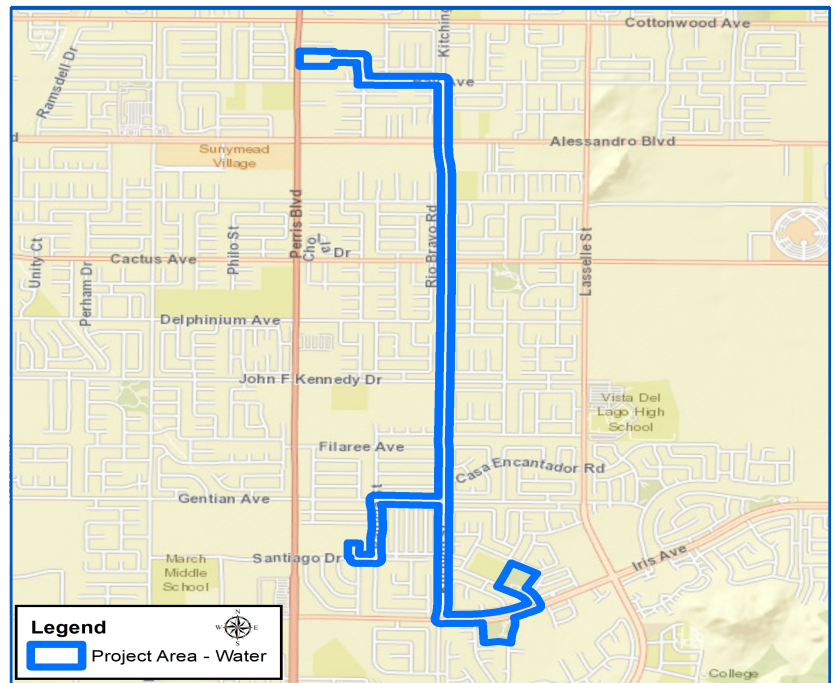 Cottonwood Ave
Ramsdell Dr
Kitching
Ave
Alessandro Blvd
Sunymead
Village
Perris Blvd
Rio Bravo Rd
Lasselle St
Philo St
Cho
la
Dr
Unity Ct
Cactus Ave
Perham Dr
Delphinium Ave
John F Kennedy Dr
Vista Del
Lago High
School
Filaree Ave
Casa Encantador Rd
Gentian Ave
Santiago Dr
March
Middle
School
Iris Ave
College
Legend
N
W E
S
Project Area - Water